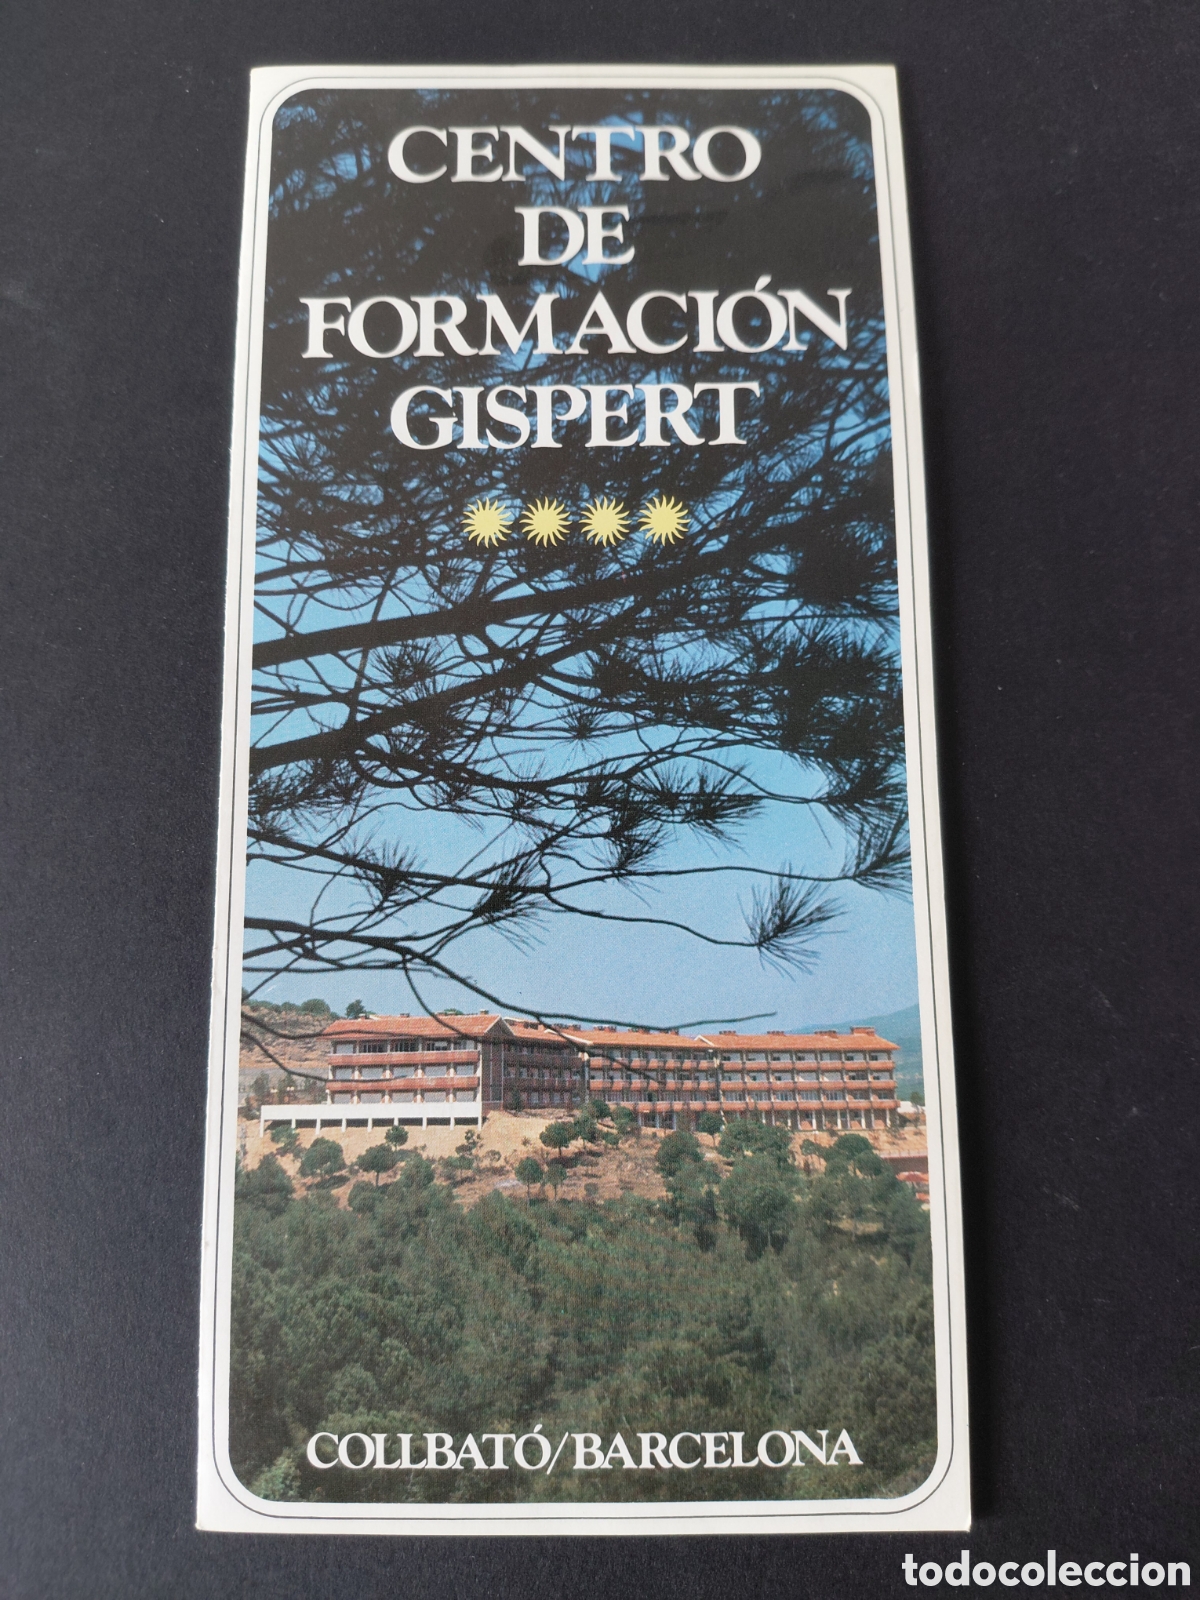 CENTRO
DE
FORMACIÓN
GISPERT
COLLBATÓ/BARCELONA
todocoleccion